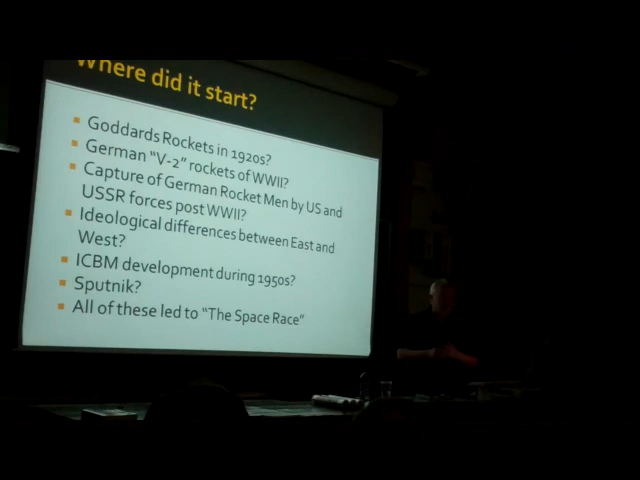 Where did it start?
Goddards Rockets in 1920s?
German "V-2" rockets of WWII?
Capture of German Rocket Men by US and
USSR forces post WWII?
Ideological differences between East and
West?
ICBM development during 1950s?
Sputnik?
All of these led to "The Space Race"